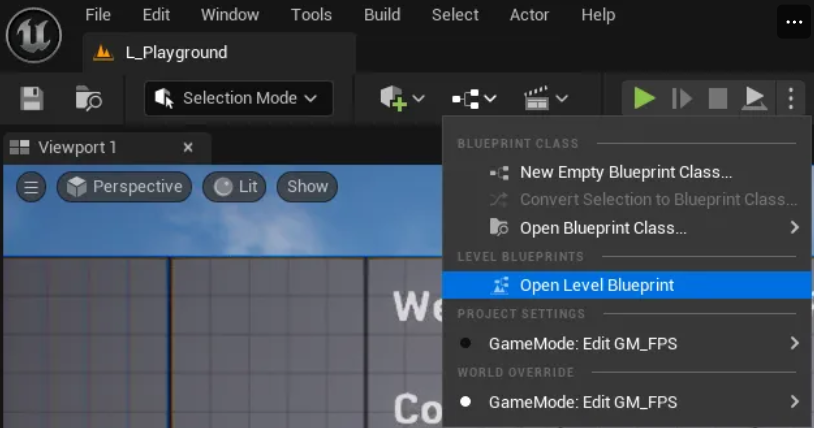 File Edit Window Tools Build Select Actor Help
L_Playground
Selection Mode
Viewport 1
BLUEPRINT CLASS
New Empty Blueprint Class...
Perspective Lit Show
Convert Selection to Blueprint Class...
Open Blueprint Class...
LEVEL BLUEPRINTS
Open Level Blueprint
PROJECT SETTINGS
GameMode: Edit GM_FPS
WORLD OVERRIDE
GameMode: Edit GM_FPS